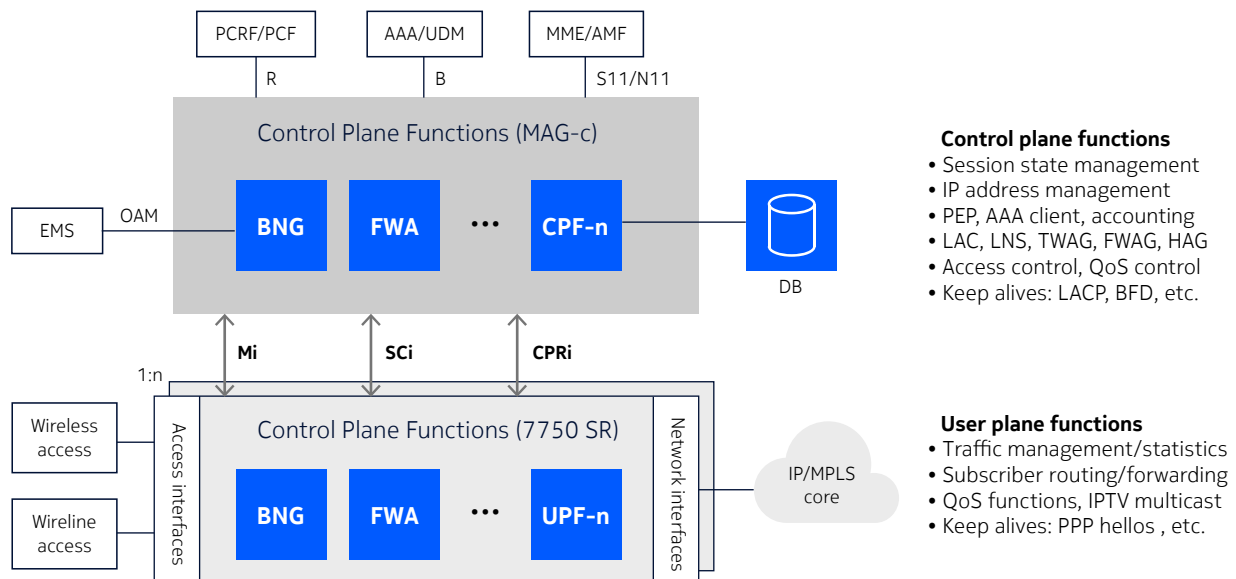 PCRF/PCF
AAA/UDM
MME/AMF
R
B
S11/N11
Control Plane Functions (MAG-c)
EMS
OAM
BNG
FWA
•••
CPF-n
DB
Control plane functions
• Session state management
• IP address management
• PEP, AAA client, accounting
• LAC, LNS, TWAG, FWAG, HAG
• Access control, QoS control
• Keep alives: LACP, BFD, etc.
Mi
SCi
CPRi
1:n
Wireless
access
Wireline
access
Access interfaces
Control Plane Functions (7750 SR)
BNG
FWA
•••
UPF-n
Network interfaces
IP/MPLS
core
User plane functions
• Traffic management/statistics
• Subscriber routing/forwarding
• QoS functions, IPTV multicast
• Keep alives: PPP hellos , etc.